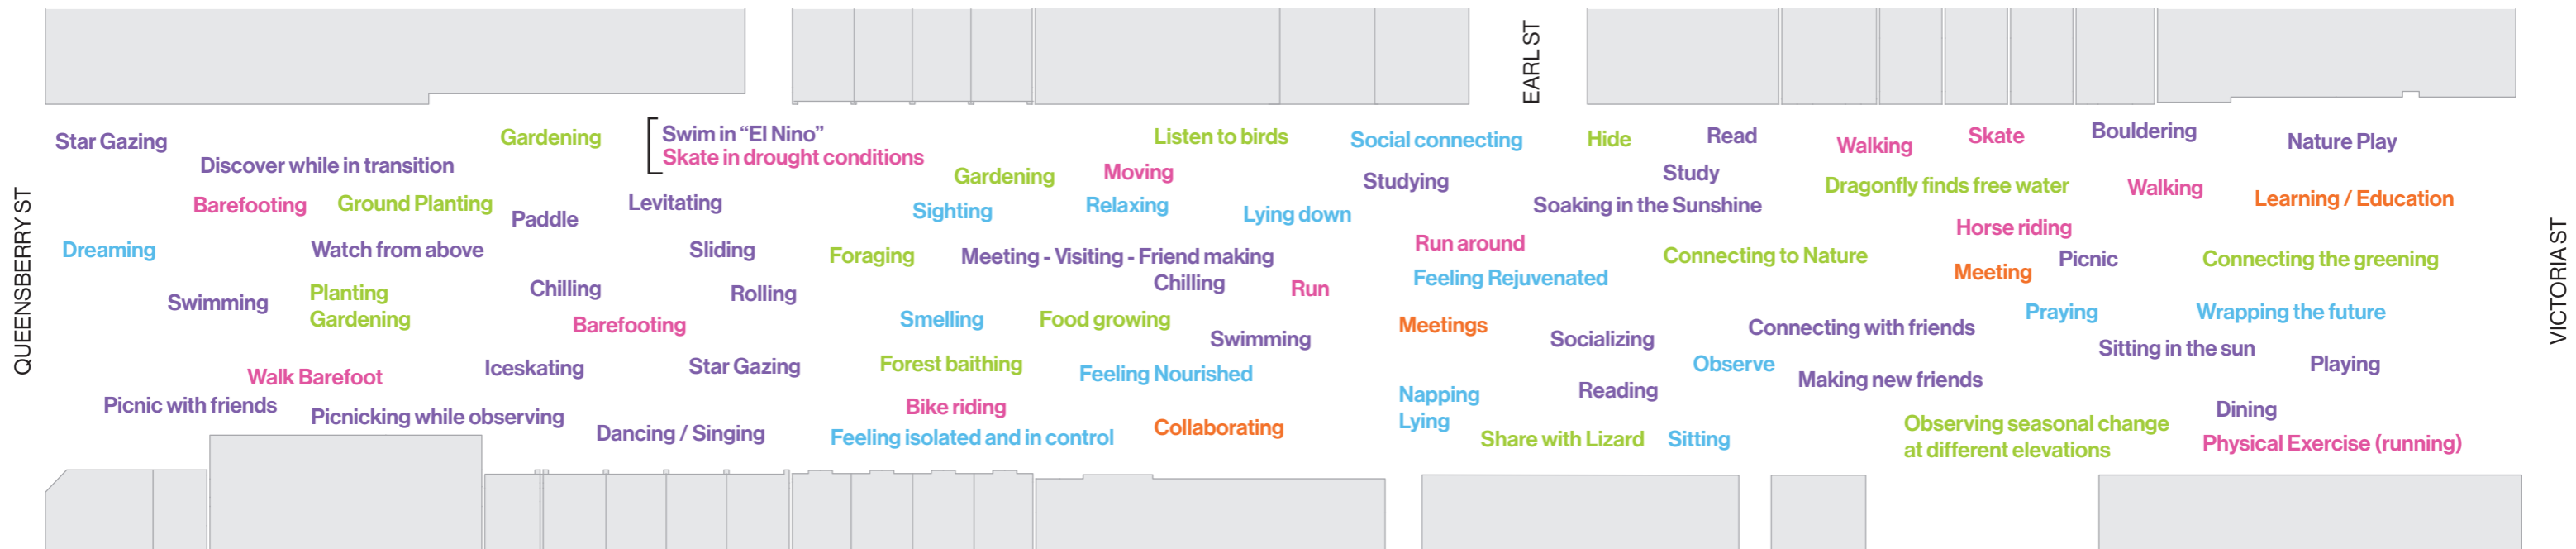 QUEENSBERRY ST
EARL ST
VICTORIA ST
Star Gazing
Discover while in transition
Gardening
Swim in “El Nino”
Skate in drought conditions
Listen to birds
Social connecting
Hide
Read
Walking
Skate
Bouldering
Nature Play
Barefooting
Ground Planting
Paddle
Levitating
Gardening
Moving
Studying
Study
Dragonfly finds free water
Walking
Learning / Education
Sighting
Relaxing
Lying down
Soaking in the Sunshine
Horse riding
Dreaming
Watch from above
Sliding
Foraging
Meeting - Visiting - Friend making
Run around
Connecting to Nature
Picnic
Connecting the greening
Meeting
Swimming
Planting
Gardening
Chilling
Rolling
Chilling
Run
Feeling Rejuvenated
Praying
Wrapping the future
Barefooting
Smelling
Food growing
Swimming
Meetings
Socializing
Connecting with friends
Sitting in the sun
Walk Barefoot
Iceskating
Star Gazing
Forest baithing
Feeling Nourished
Observe
Making new friends
Playing
Picnic with friends
Picnicking while observing
Dancing / Singing
Bike riding
Feeling isolated and in control
Collaborating
Napping
Lying
Reading
Share with Lizard
Sitting
Observing seasonal change
at different elevations
Dining
Physical Exercise (running)